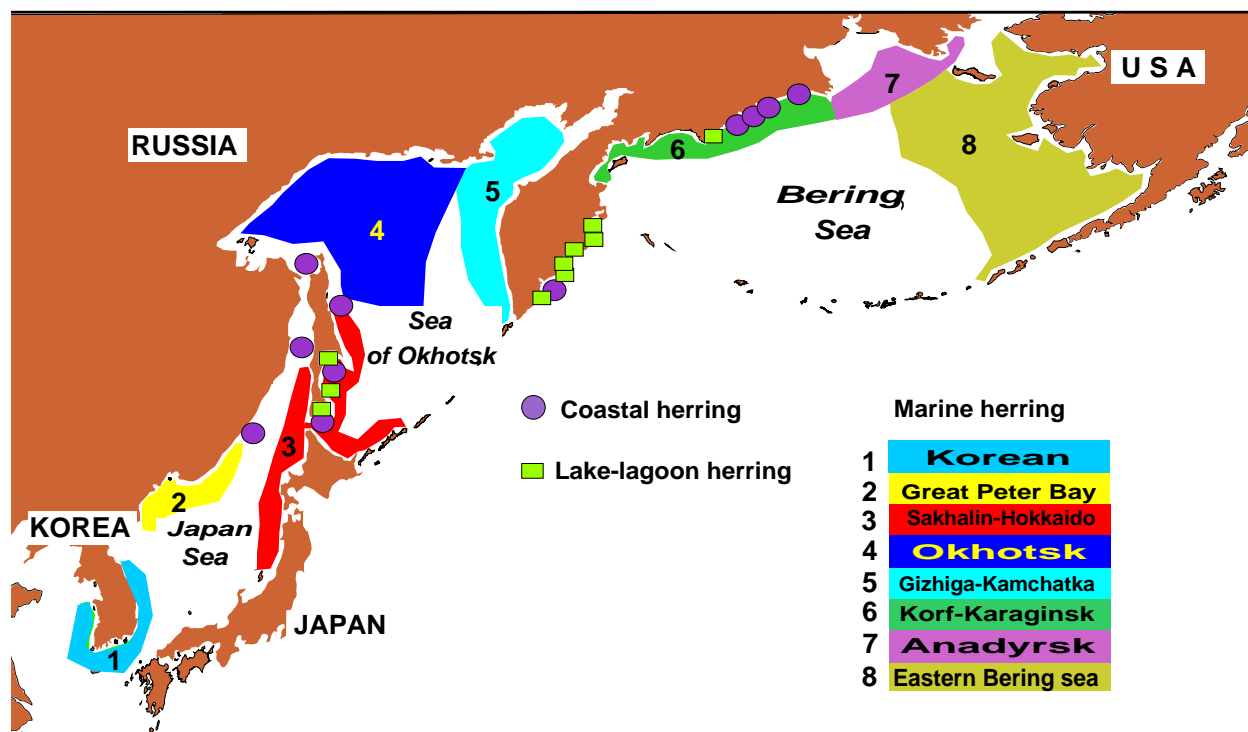 USA
RUSSIA
7
8
6
5
Bering
Sea
4
Sea
of Okhotsk
Coastal herring
Marine herring
3
Lake-lagoon herring
1 Korean
2 Great Peter Bay
3 Sakhalin-Hokkaido
4 Okhotsk
5 Gizhiga-Kamchatka
6 Korf-Karaginsk
7 Anadyrsk
8 Eastern Bering sea
2
KOREA
Japan
Sea
JAPAN
1